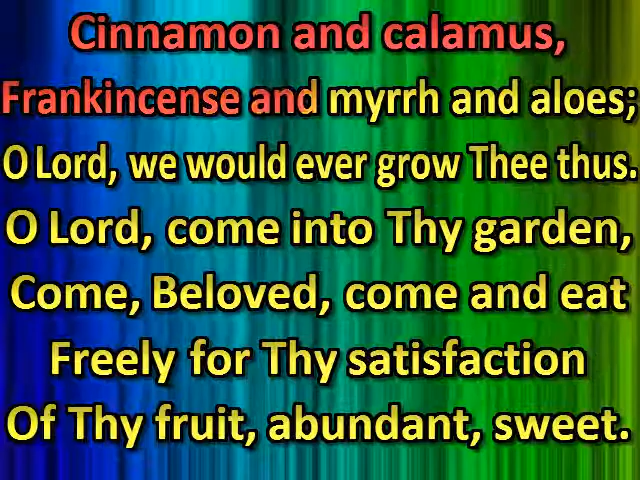 Cinnamon and calamus,
Frankincense and myrrh and aloes;
O Lord, we would ever grow Thee thus.
O Lord, come into Thy garden,
Come, Beloved, come and eat
Freely for Thy satisfaction
Of Thy fruit, abundant, sweet.